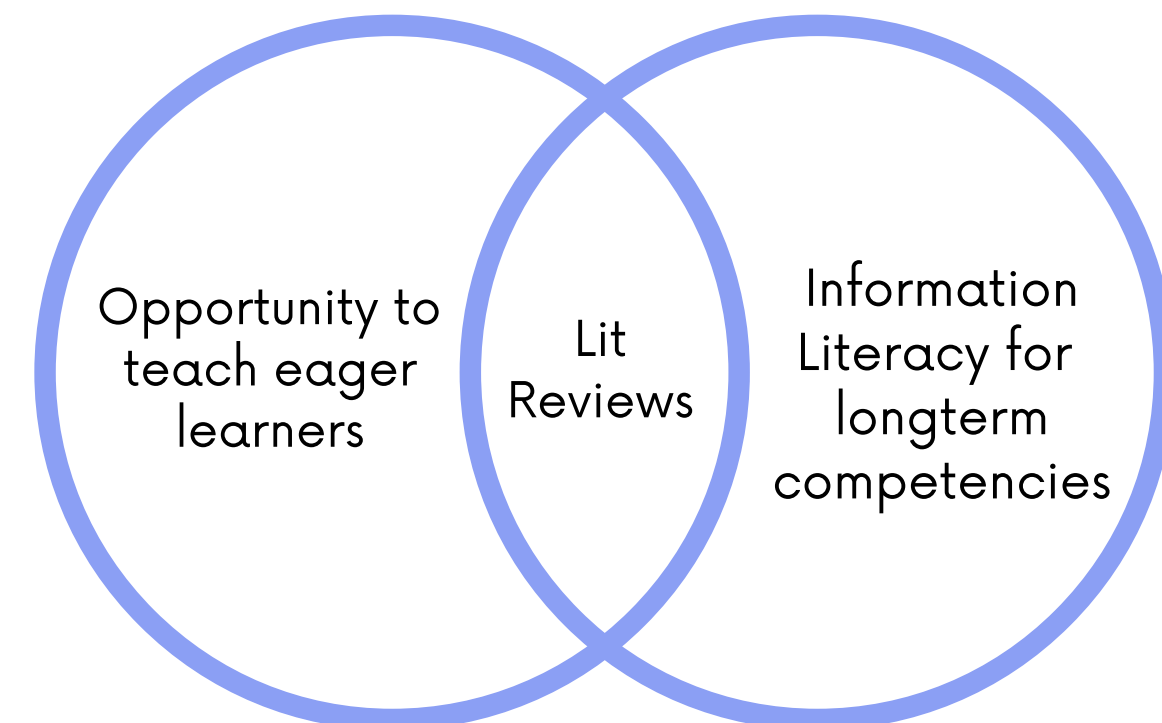 Opportunity to
teach eager
learners
Lit
Reviews
Information
Literacy for
longterm
competencies